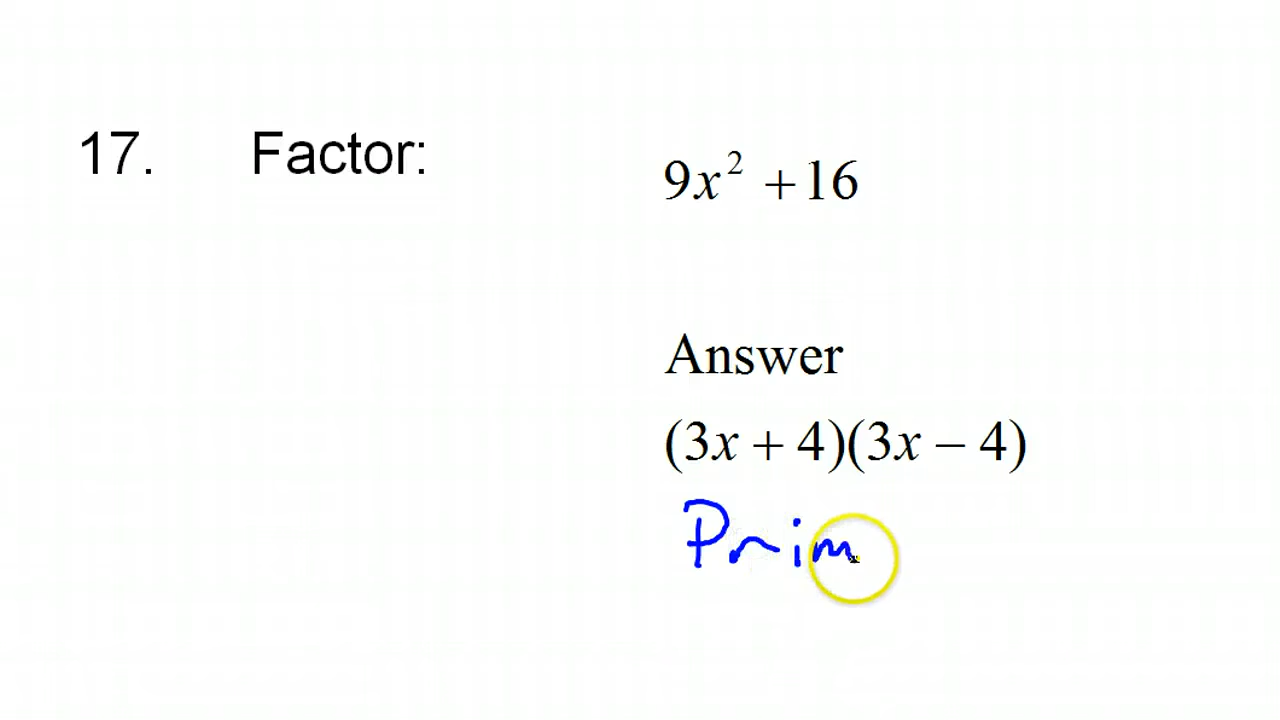 17. Factor: 9x² + 16
Answer
(3x + 4)(3x − 4)
Prim